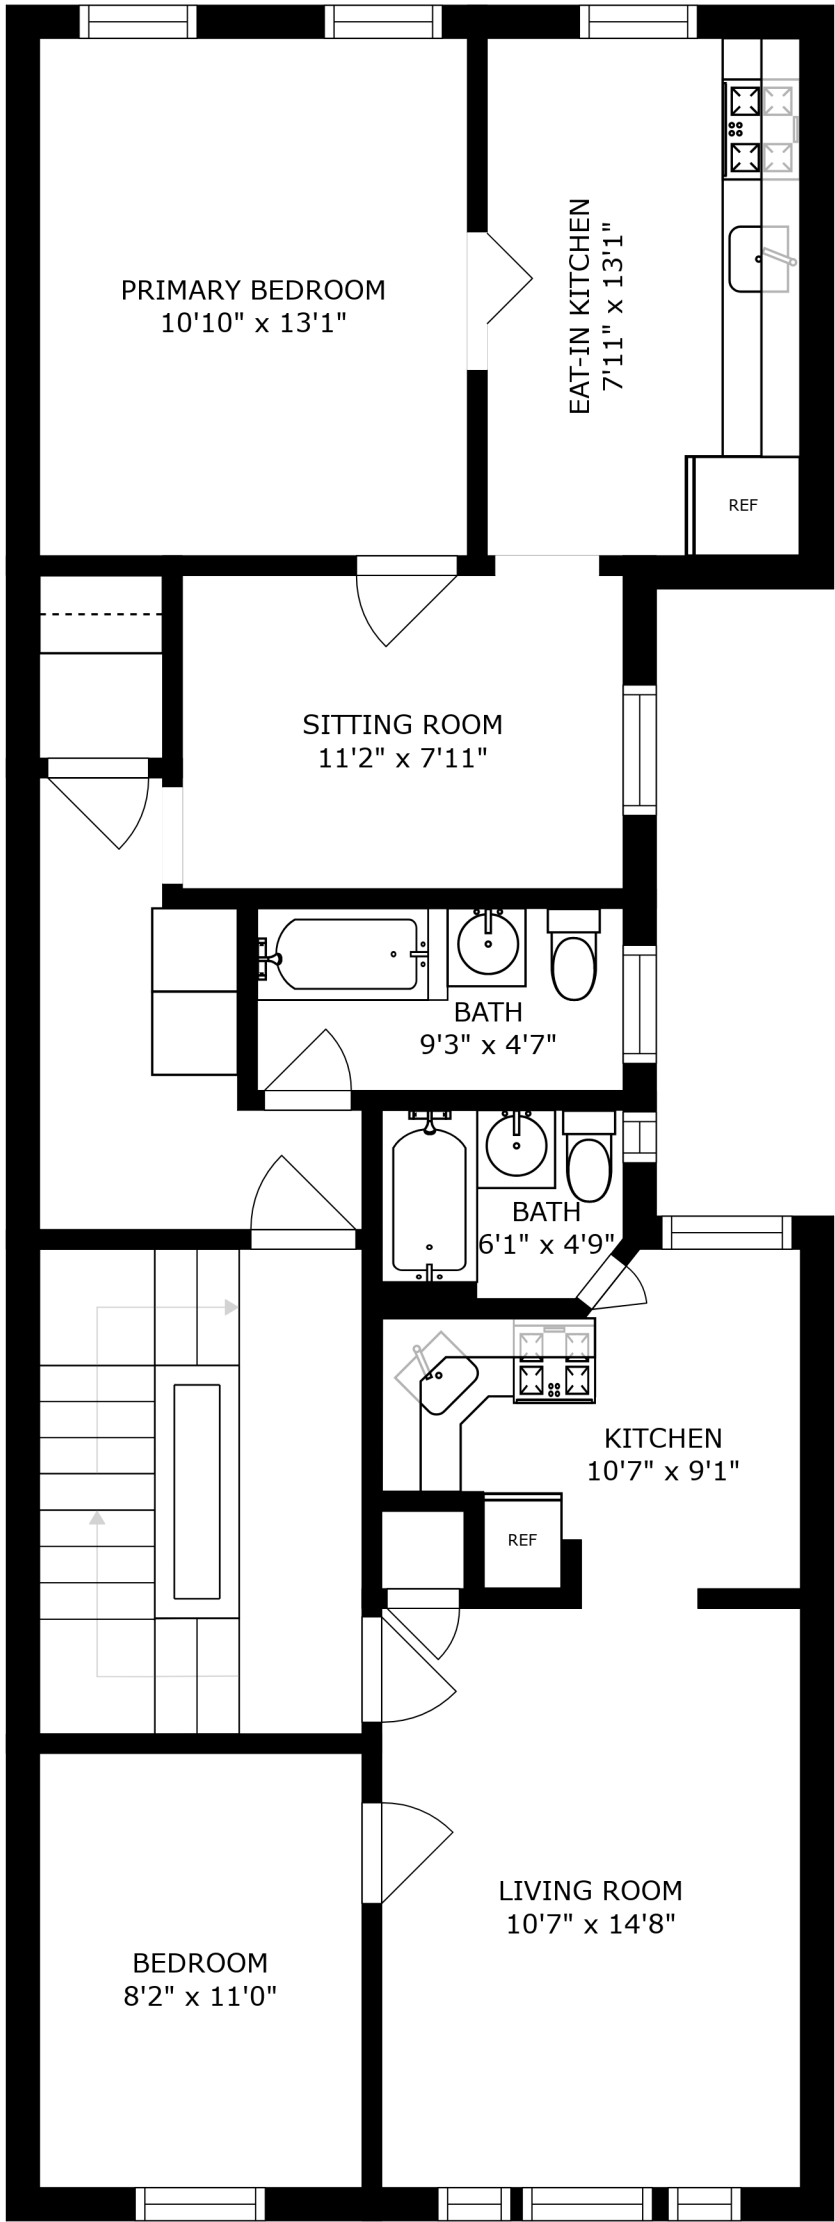 PRIMARY BEDROOM
10'10" x 13'1"
EAT-IN KITCHEN
7'11" x 13'1"
REF
SITTING ROOM
11'2" x 7'11"
BATH
9'3" x 4'7"
BATH
6'1" x 4'9"
KITCHEN
10'7" x 9'1"
REF
LIVING ROOM
10'7" x 14'8"
BEDROOM
8'2" x 11'0"